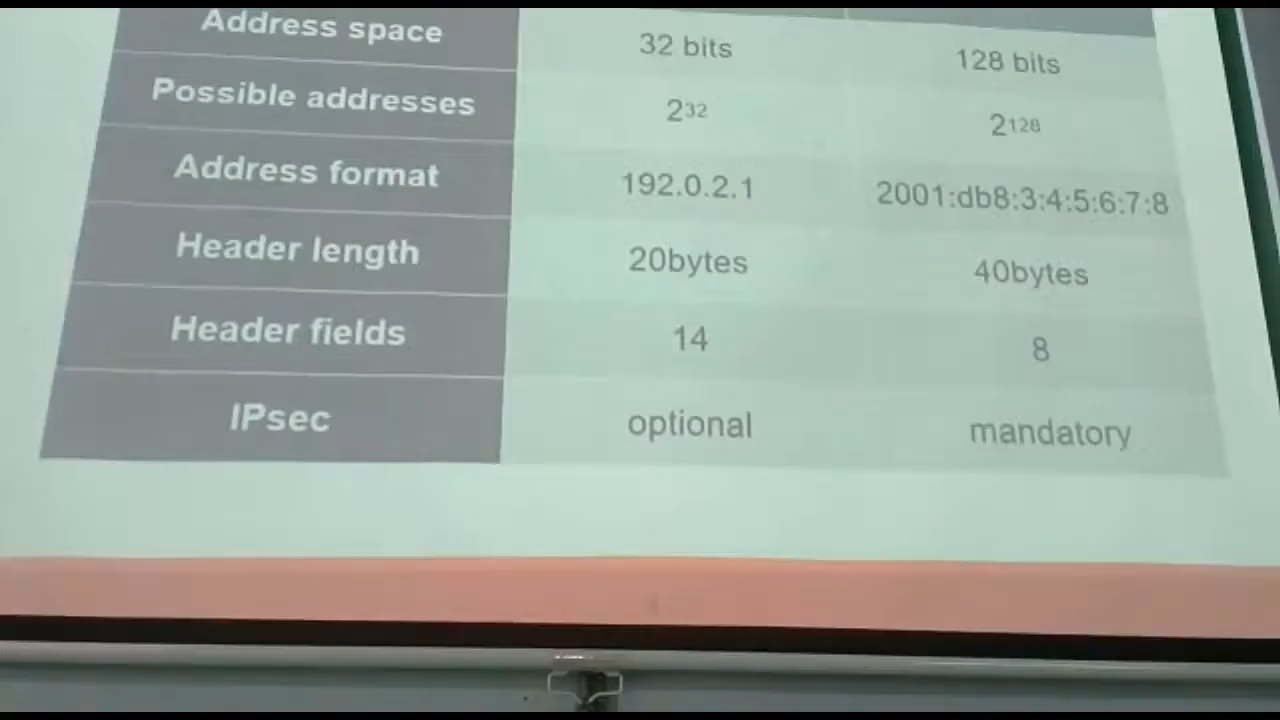 Address space 32 bits 128 bits
Possible addresses 2³² 2¹²⁸
Address format 192.0.2.1 2001:db8:3:4:5:6:7:8
Header length 20bytes 40bytes
Header fields 14 8
IPsec optional mandatory